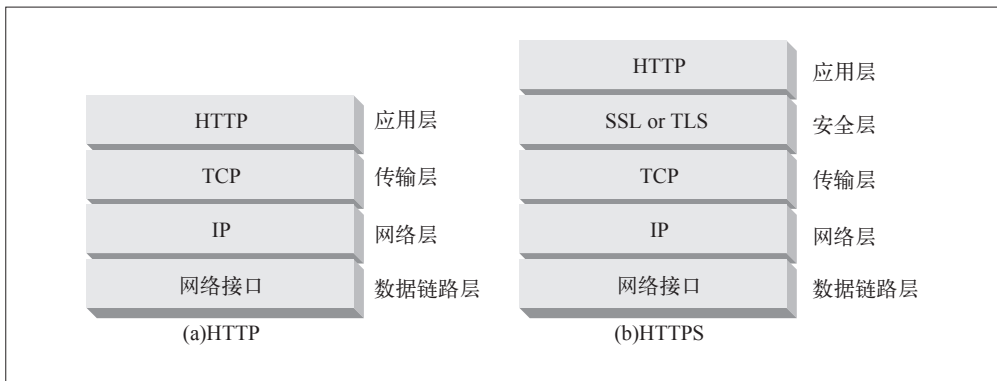 HTTP 应用层
TCP 传输层
IP 网络层
网络接口 数据链路层
(a)HTTP
HTTP 应用层
SSL or TLS 安全层
TCP 传输层
IP 网络层
网络接口 数据链路层
(b)HTTPS